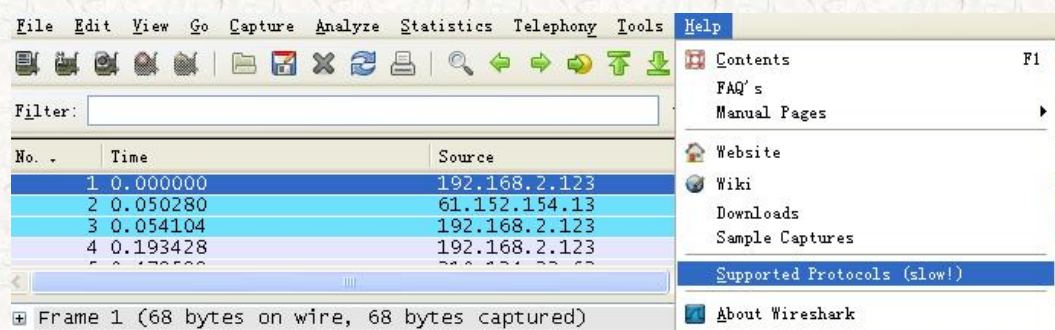 File Edit View Go Capture Analyze Statistics Telephony Tools Help
Filter:
No. Time Source
1 0.000000 192.168.2.123
2 0.050280 61.152.154.13
3 0.054104 192.168.2.123
4 0.193428 192.168.2.123
Frame 1 (68 bytes on wire, 68 bytes captured)
Contents F1
FAQ's
Manual Pages
Website
Wiki
Downloads
Sample Captures
Supported Protocols (slow!)
About Wireshark